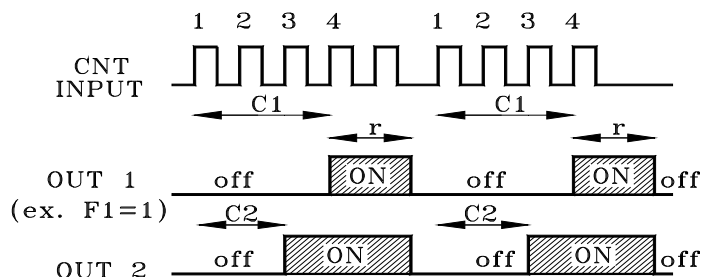 1 2 3 4 1 2 3 4
CNT
INPUT
C1 C1
r r
OUT 1 off ON off ON off
(ex. F1=1)
C2 C2
OUT 2 off ON off ON off